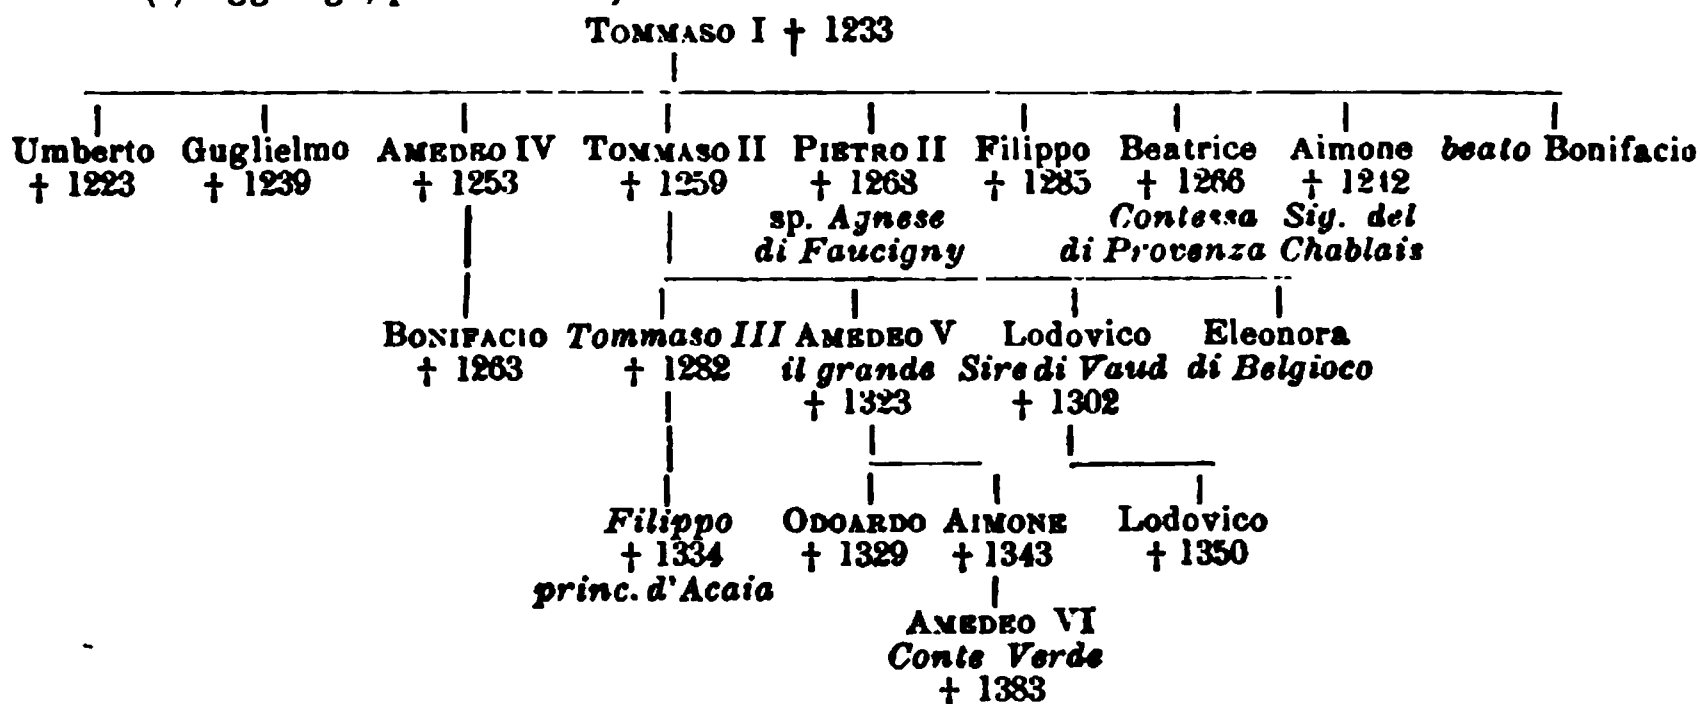 TOMMASO I † 1233
Umberto Guglielmo AMEDEO IV TOMMASO II PIETRO II Filippo Beatrice Aimone beato Bonifacio
† 1223 † 1239 † 1253 † 1259 † 1268 † 1285 † 1266 † 1242
sp. Agnese Contessa Sig. del
di Faucigny di Provenza Chablais
BONIFACIO Tommaso III AMEDEO V Lodovico Eleonora
† 1263 † 1282 il grande Sire di Vaud di Belgioco
† 1323 † 1302
Filippo ODOARDO AIMONE Lodovico
† 1334 † 1329 † 1343 † 1350
princ. d'Acaia
AMEDEO VI
Conte Verde
† 1383